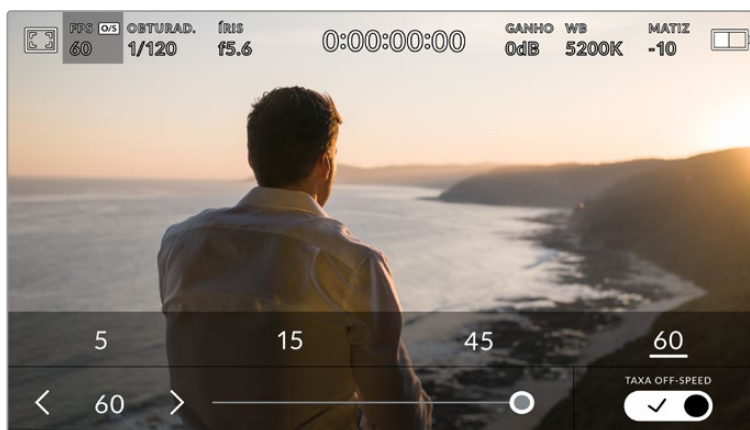 FPS O/S OBTURAD. ÍRIS 0:00:00:00 GANHO WB MATIZ
60 1/120 f5.6 0dB 5200K -10
5 15 45 60
60 TAXA OFF-SPEED